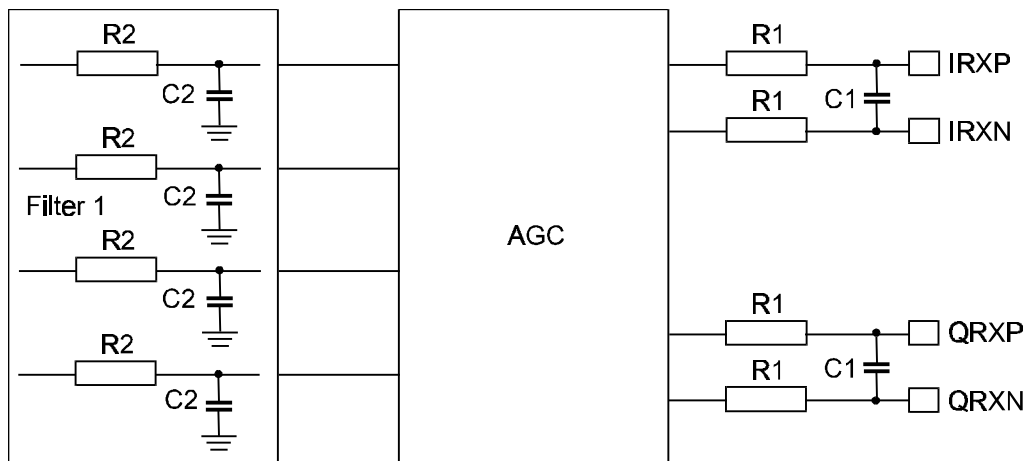 R2
C2
R2
C2
Filter 1
R2
C2
R2
C2
AGC
R1
IRXP
C1
R1
IRXN
R1
QRXP
C1
R1
QRXN